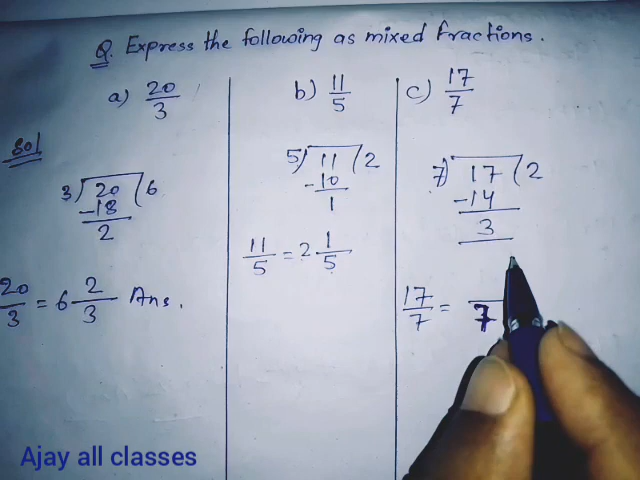 Q. Express the following as mixed fractions.
a) 20/3
b) 11/5
c) 17/7
Sol
3) 20 (6
-18
2
20/3 = 6 2/3 Ans.
5) 11 (2
-10
1
11/5 = 2 1/5
7) 17 (2
-14
3
17/7 = /7
Ajay all classes